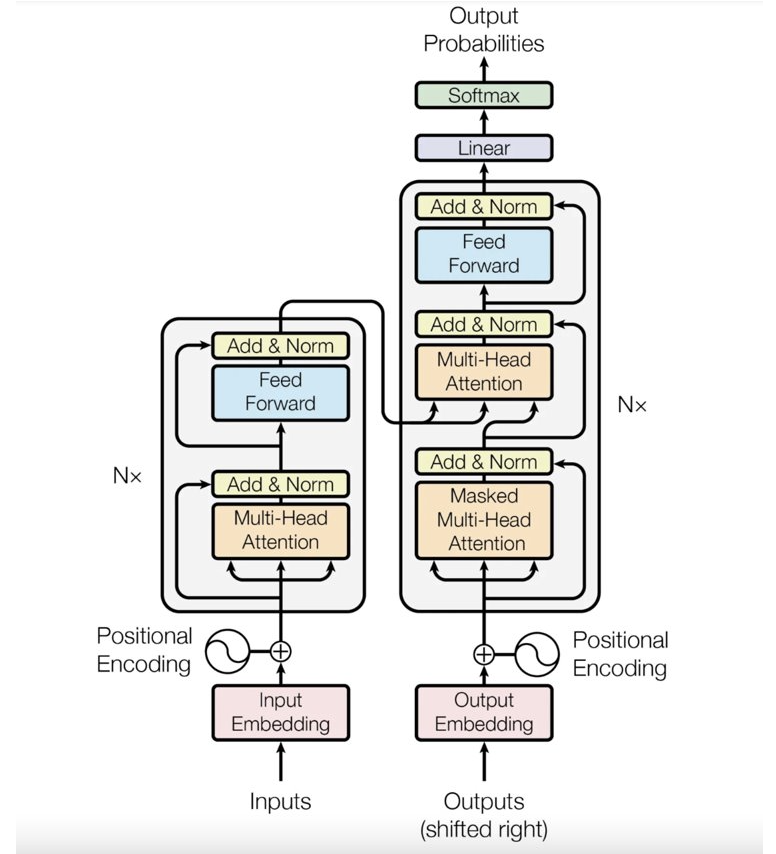 Output
Probabilities
Softmax
Linear
Add & Norm
Feed
Forward
Add & Norm
Multi-Head
Attention
Nx
Add & Norm
Masked
Multi-Head
Attention
Add & Norm
Feed
Forward
Nx
Add & Norm
Multi-Head
Attention
Positional
Encoding
Positional
Encoding
Input
Embedding
Output
Embedding
Inputs
Outputs
(shifted right)